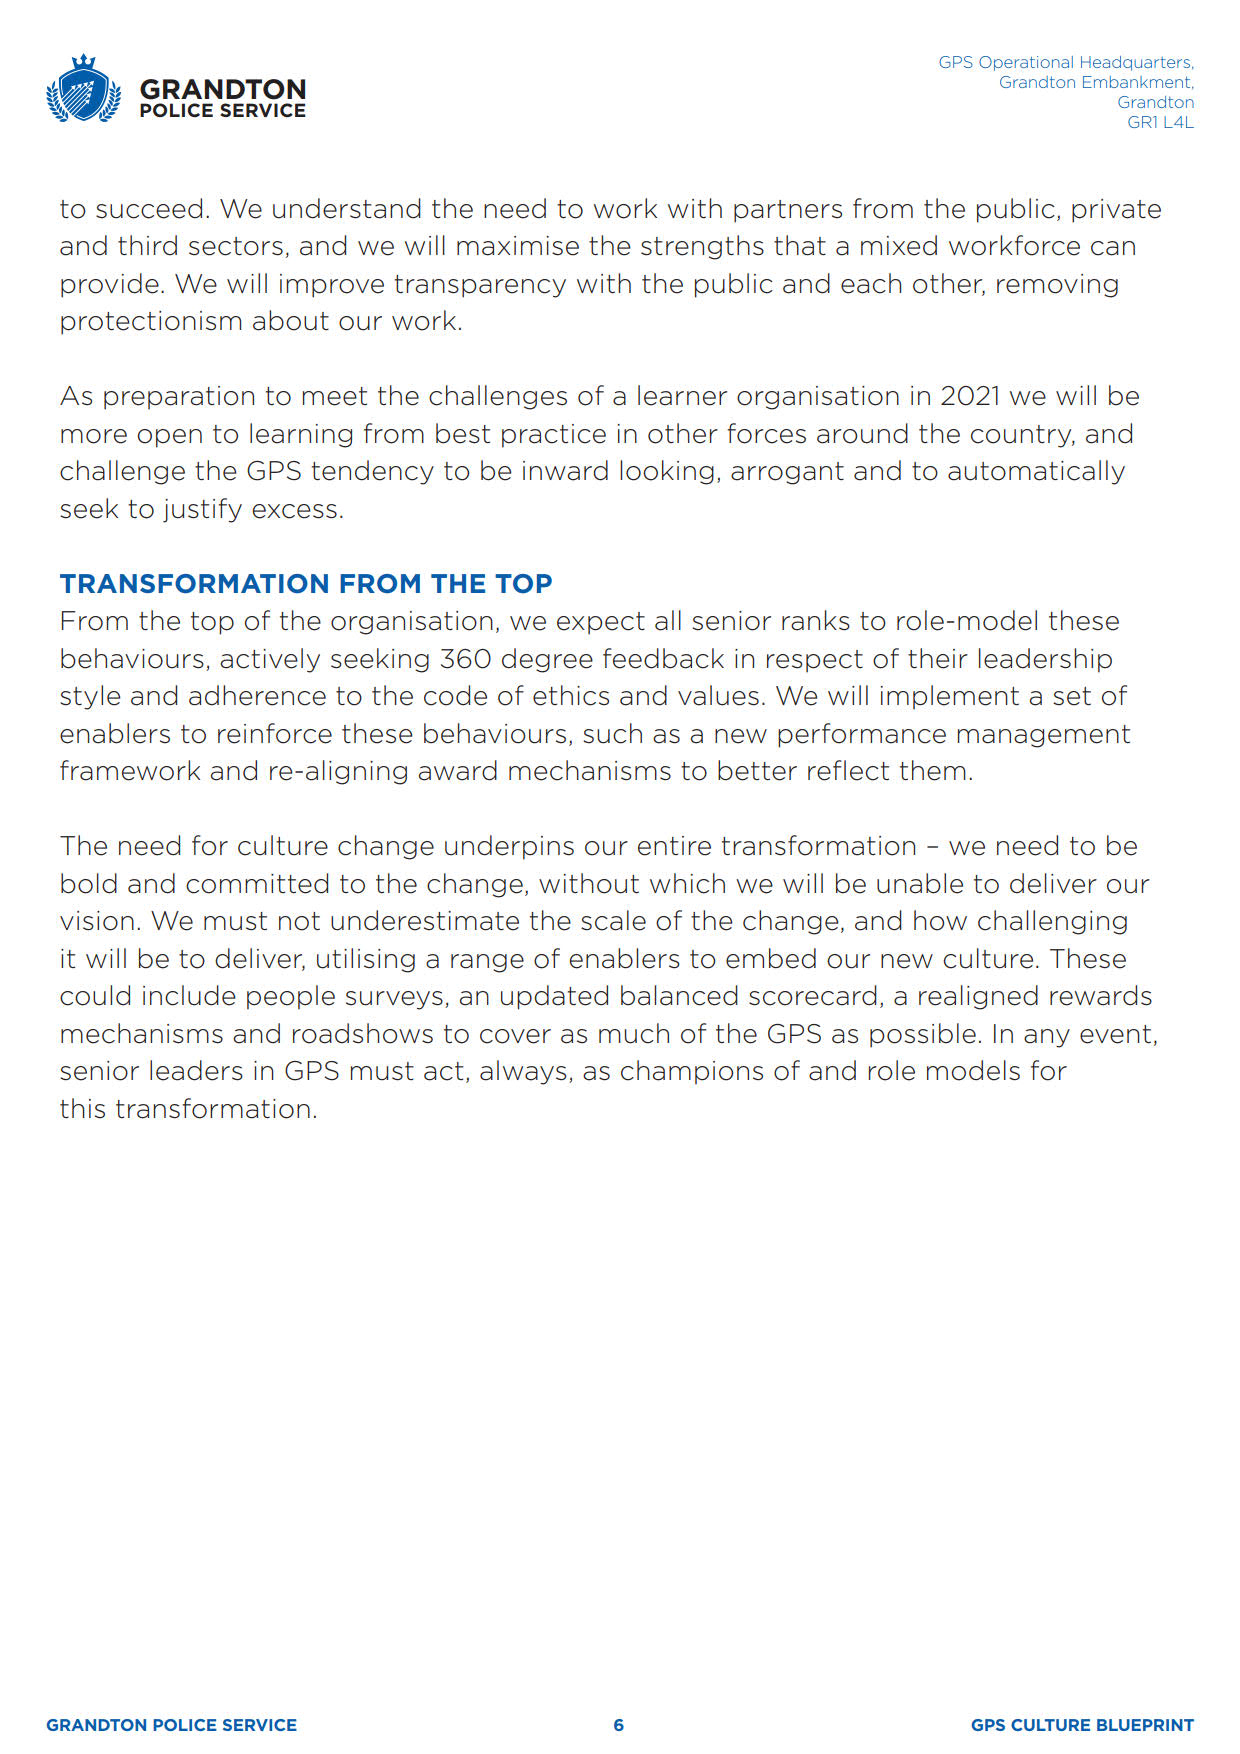 GRANDTON
POLICE SERVICE
GPS Operational Headquarters,
Grandton Embankment,
Grandton
GR1 L4L
to succeed. We understand the need to work with partners from the public, private
and third sectors, and we will maximise the strengths that a mixed workforce can
provide. We will improve transparency with the public and each other, removing
protectionism about our work.
As preparation to meet the challenges of a learner organisation in 2021 we will be
more open to learning from best practice in other forces around the country, and
challenge the GPS tendency to be inward looking, arrogant and to automatically
seek to justify excess.
TRANSFORMATION FROM THE TOP
From the top of the organisation, we expect all senior ranks to role-model these
behaviours, actively seeking 360 degree feedback in respect of their leadership
style and adherence to the code of ethics and values. We will implement a set of
enablers to reinforce these behaviours, such as a new performance management
framework and re-aligning award mechanisms to better reflect them.
The need for culture change underpins our entire transformation – we need to be
bold and committed to the change, without which we will be unable to deliver our
vision. We must not underestimate the scale of the change, and how challenging
it will be to deliver, utilising a range of enablers to embed our new culture. These
could include people surveys, an updated balanced scorecard, a realigned rewards
mechanisms and roadshows to cover as much of the GPS as possible. In any event,
senior leaders in GPS must act, always, as champions of and role models for
this transformation.
GRANDTON POLICE SERVICE
6
GPS CULTURE BLUEPRINT